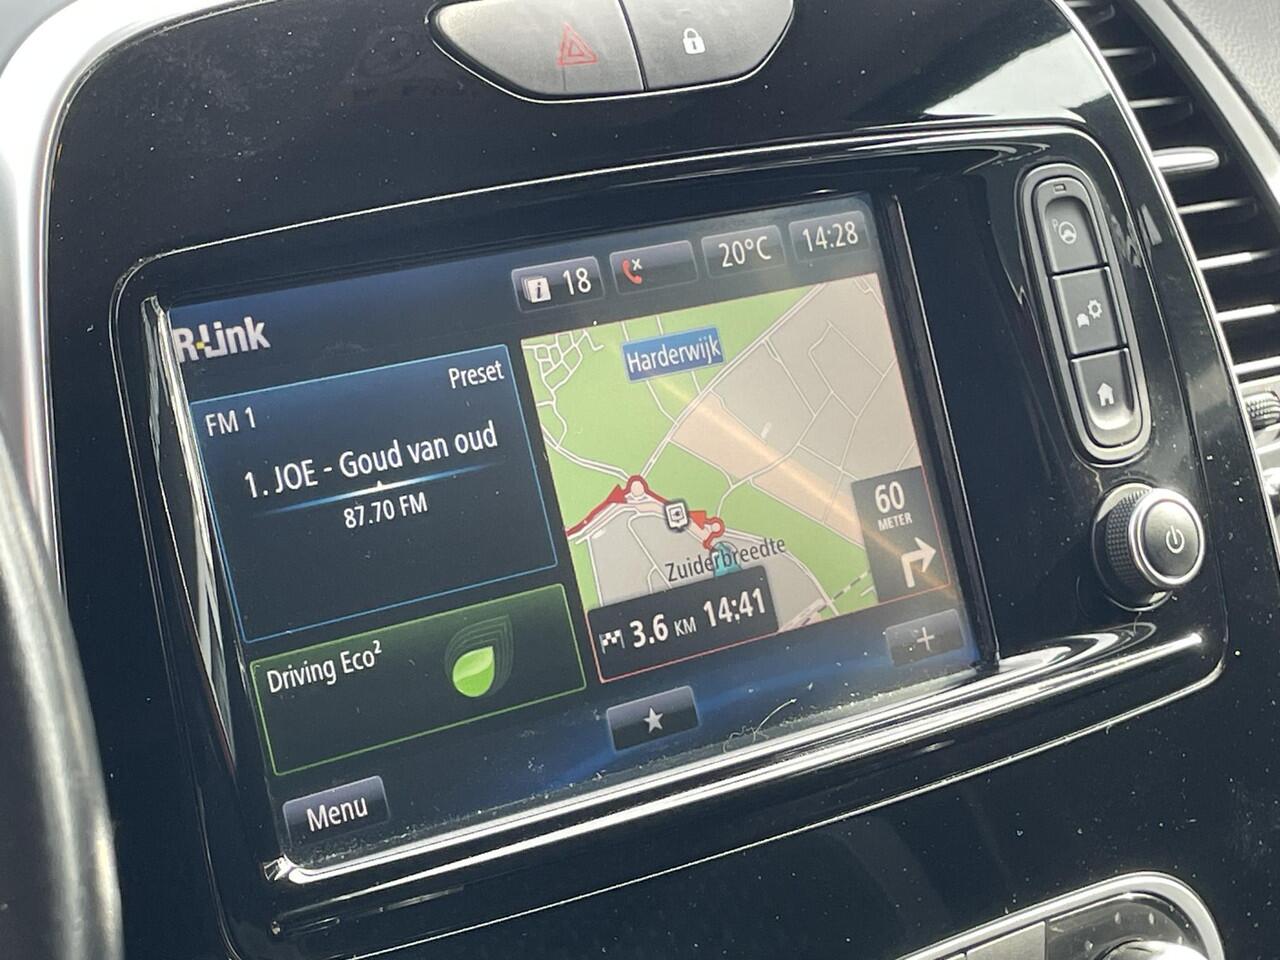 18
20°C
14:28
R-Link
Preset
FM 1
1. JOE - Goud van oud
87.70 FM
Harderwijk
60
METER
Zuiderbreedte
3.6 KM 14:41
Driving Eco²
+
Menu